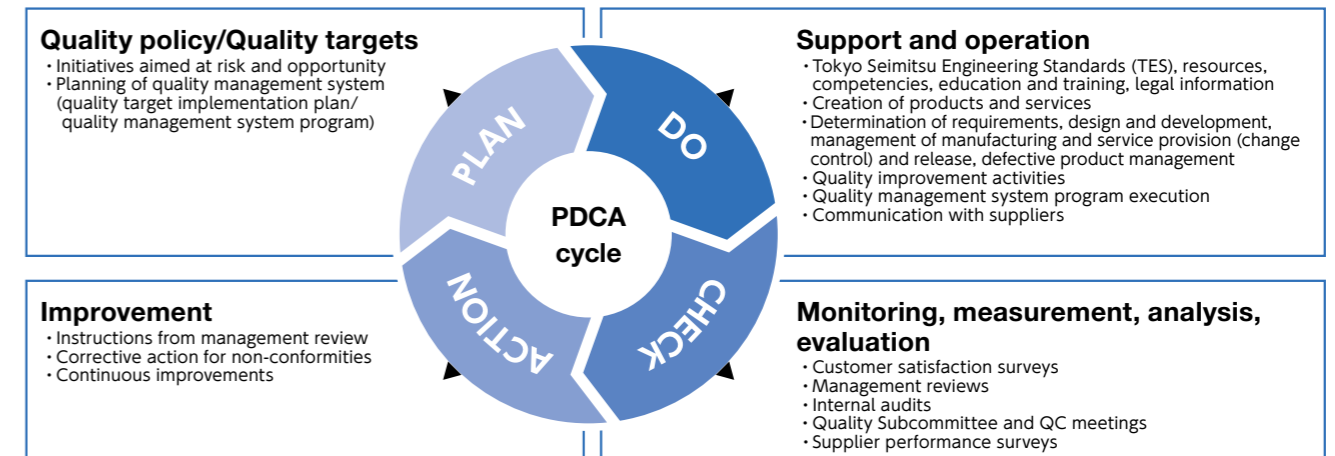 Quality policy/Quality targets
・Initiatives aimed at risk and opportunity
・Planning of quality management system
(quality target implementation plan/
quality management system program)
PLAN
DO
PDCA
cycle
CHECK
ACTION
Support and operation
・Tokyo Seimitsu Engineering Standards (TES), resources,
competencies, education and training, legal information
・Creation of products and services
・Determination of requirements, design and development,
management of manufacturing and service provision (change
control) and release, defective product management
・Quality improvement activities
・Quality management system program execution
・Communication with suppliers
Improvement
・Instructions from management review
・Corrective action for non-conformities
・Continuous improvements
Monitoring, measurement, analysis,
evaluation
・Customer satisfaction surveys
・Management reviews
・Internal audits
・Quality Subcommittee and QC meetings
・Supplier performance surveys